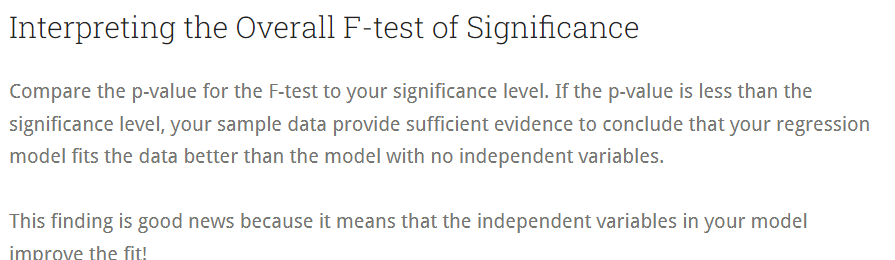 Interpreting the Overall F-test of Significance
Compare the p-value for the F-test to your significance level. If the p-value is less than the
significance level, your sample data provide sufficient evidence to conclude that your regression
model fits the data better than the model with no independent variables.
This finding is good news because it means that the independent variables in your model
improve the fit!